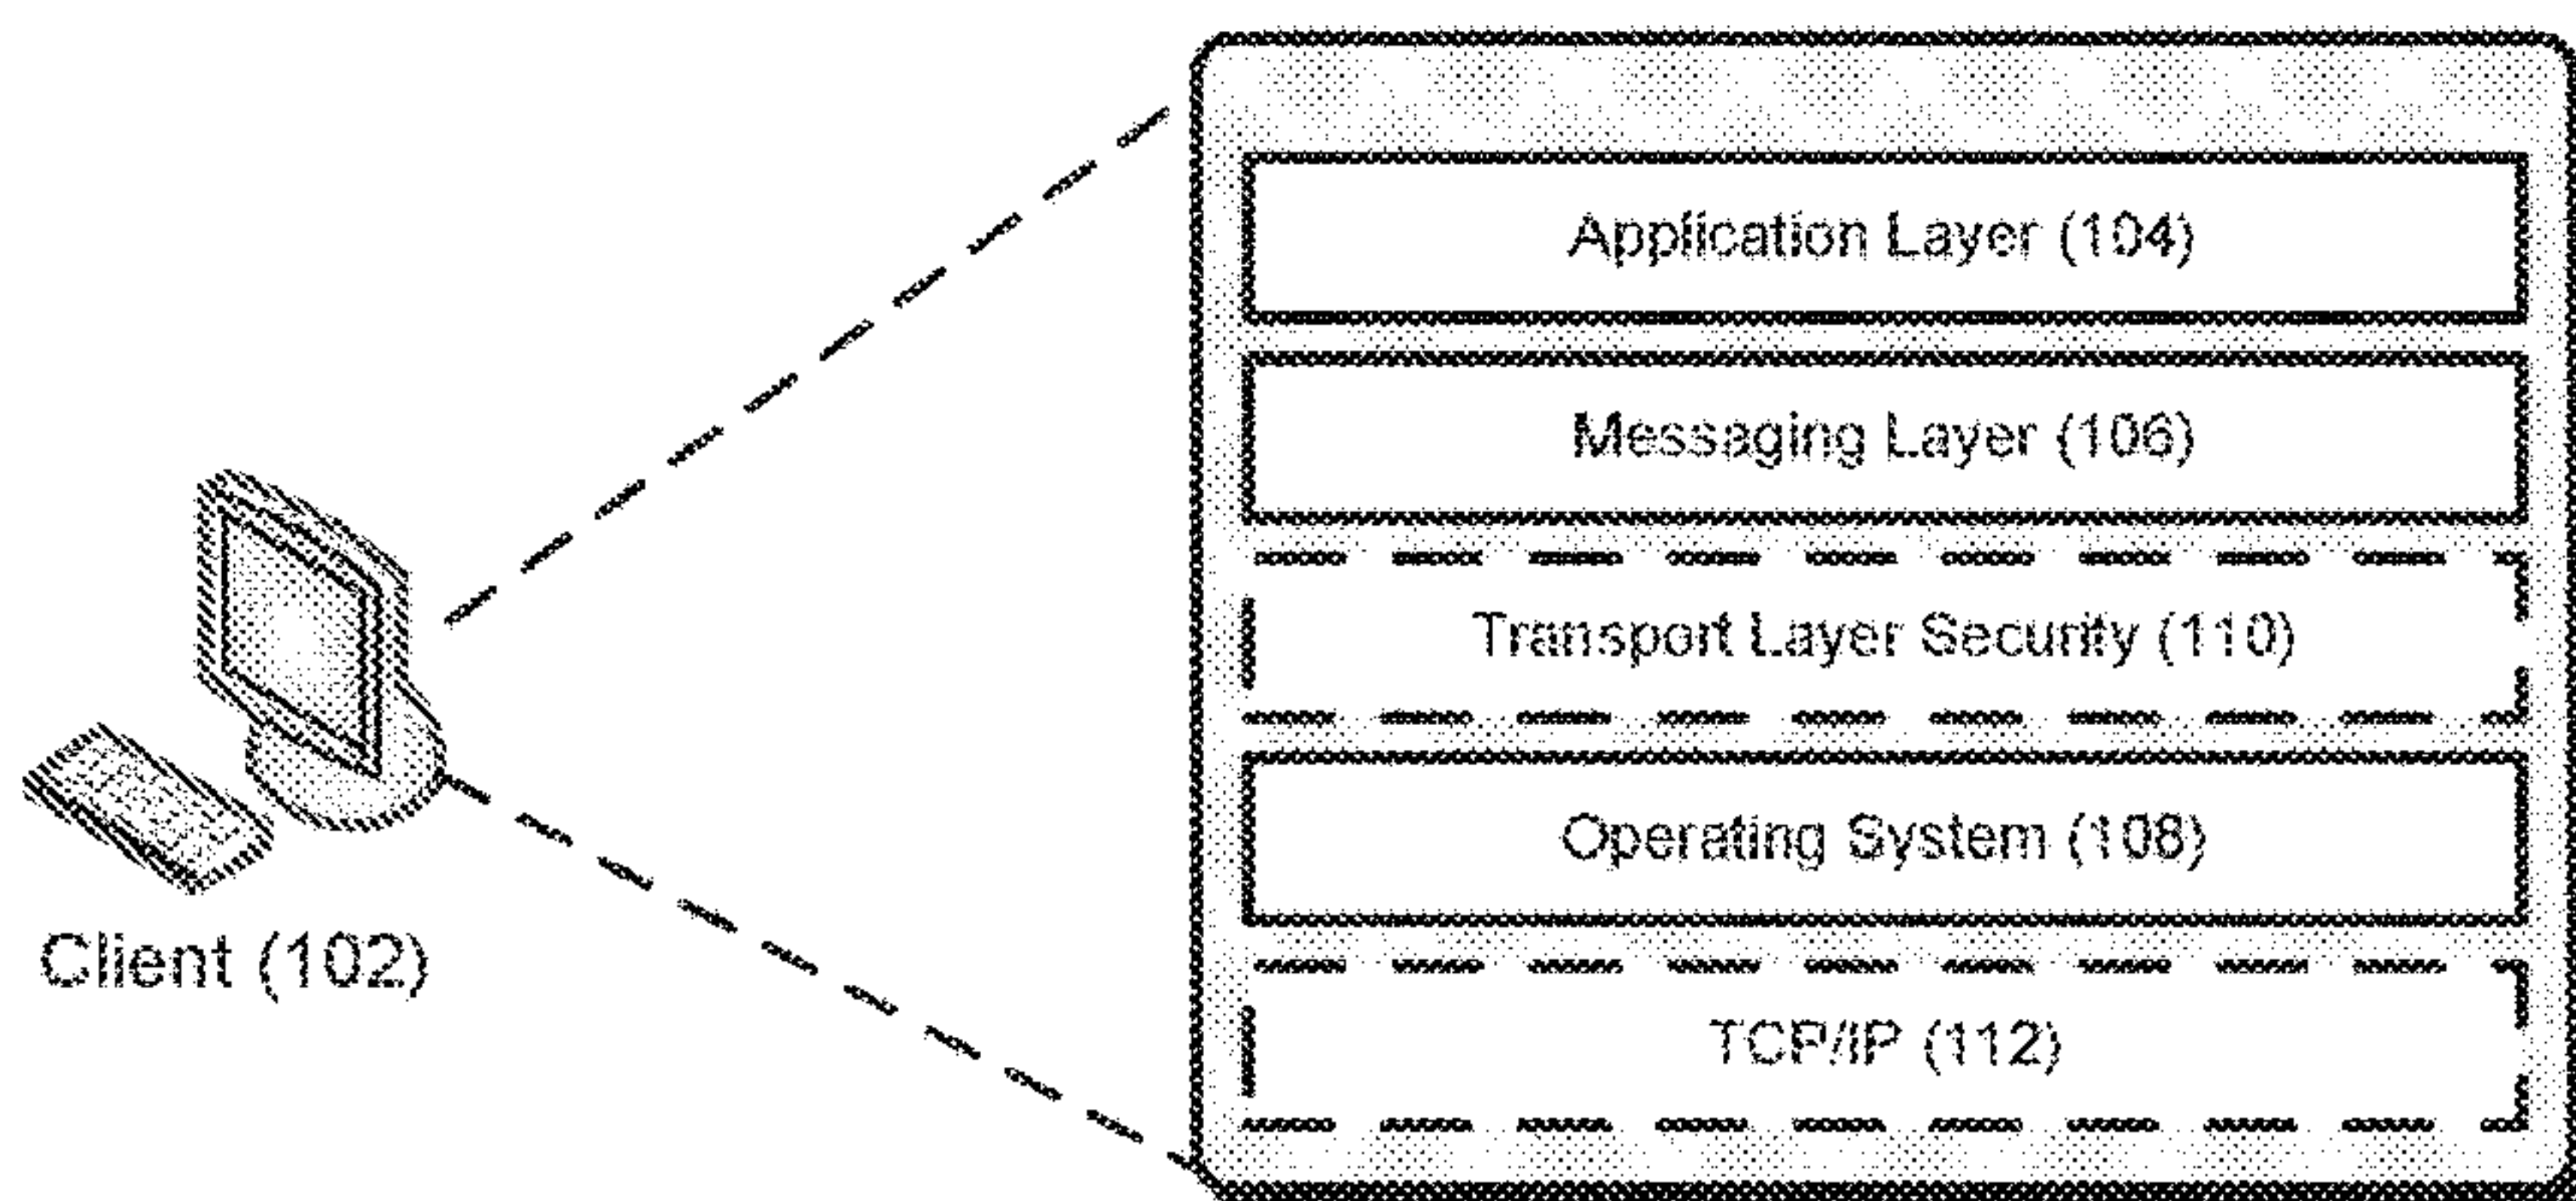 Application Layer (104)
Messaging Layer (106)
Transport Layer Security (110)
Operating System (108)
TCP/IP (112)
Client (102)